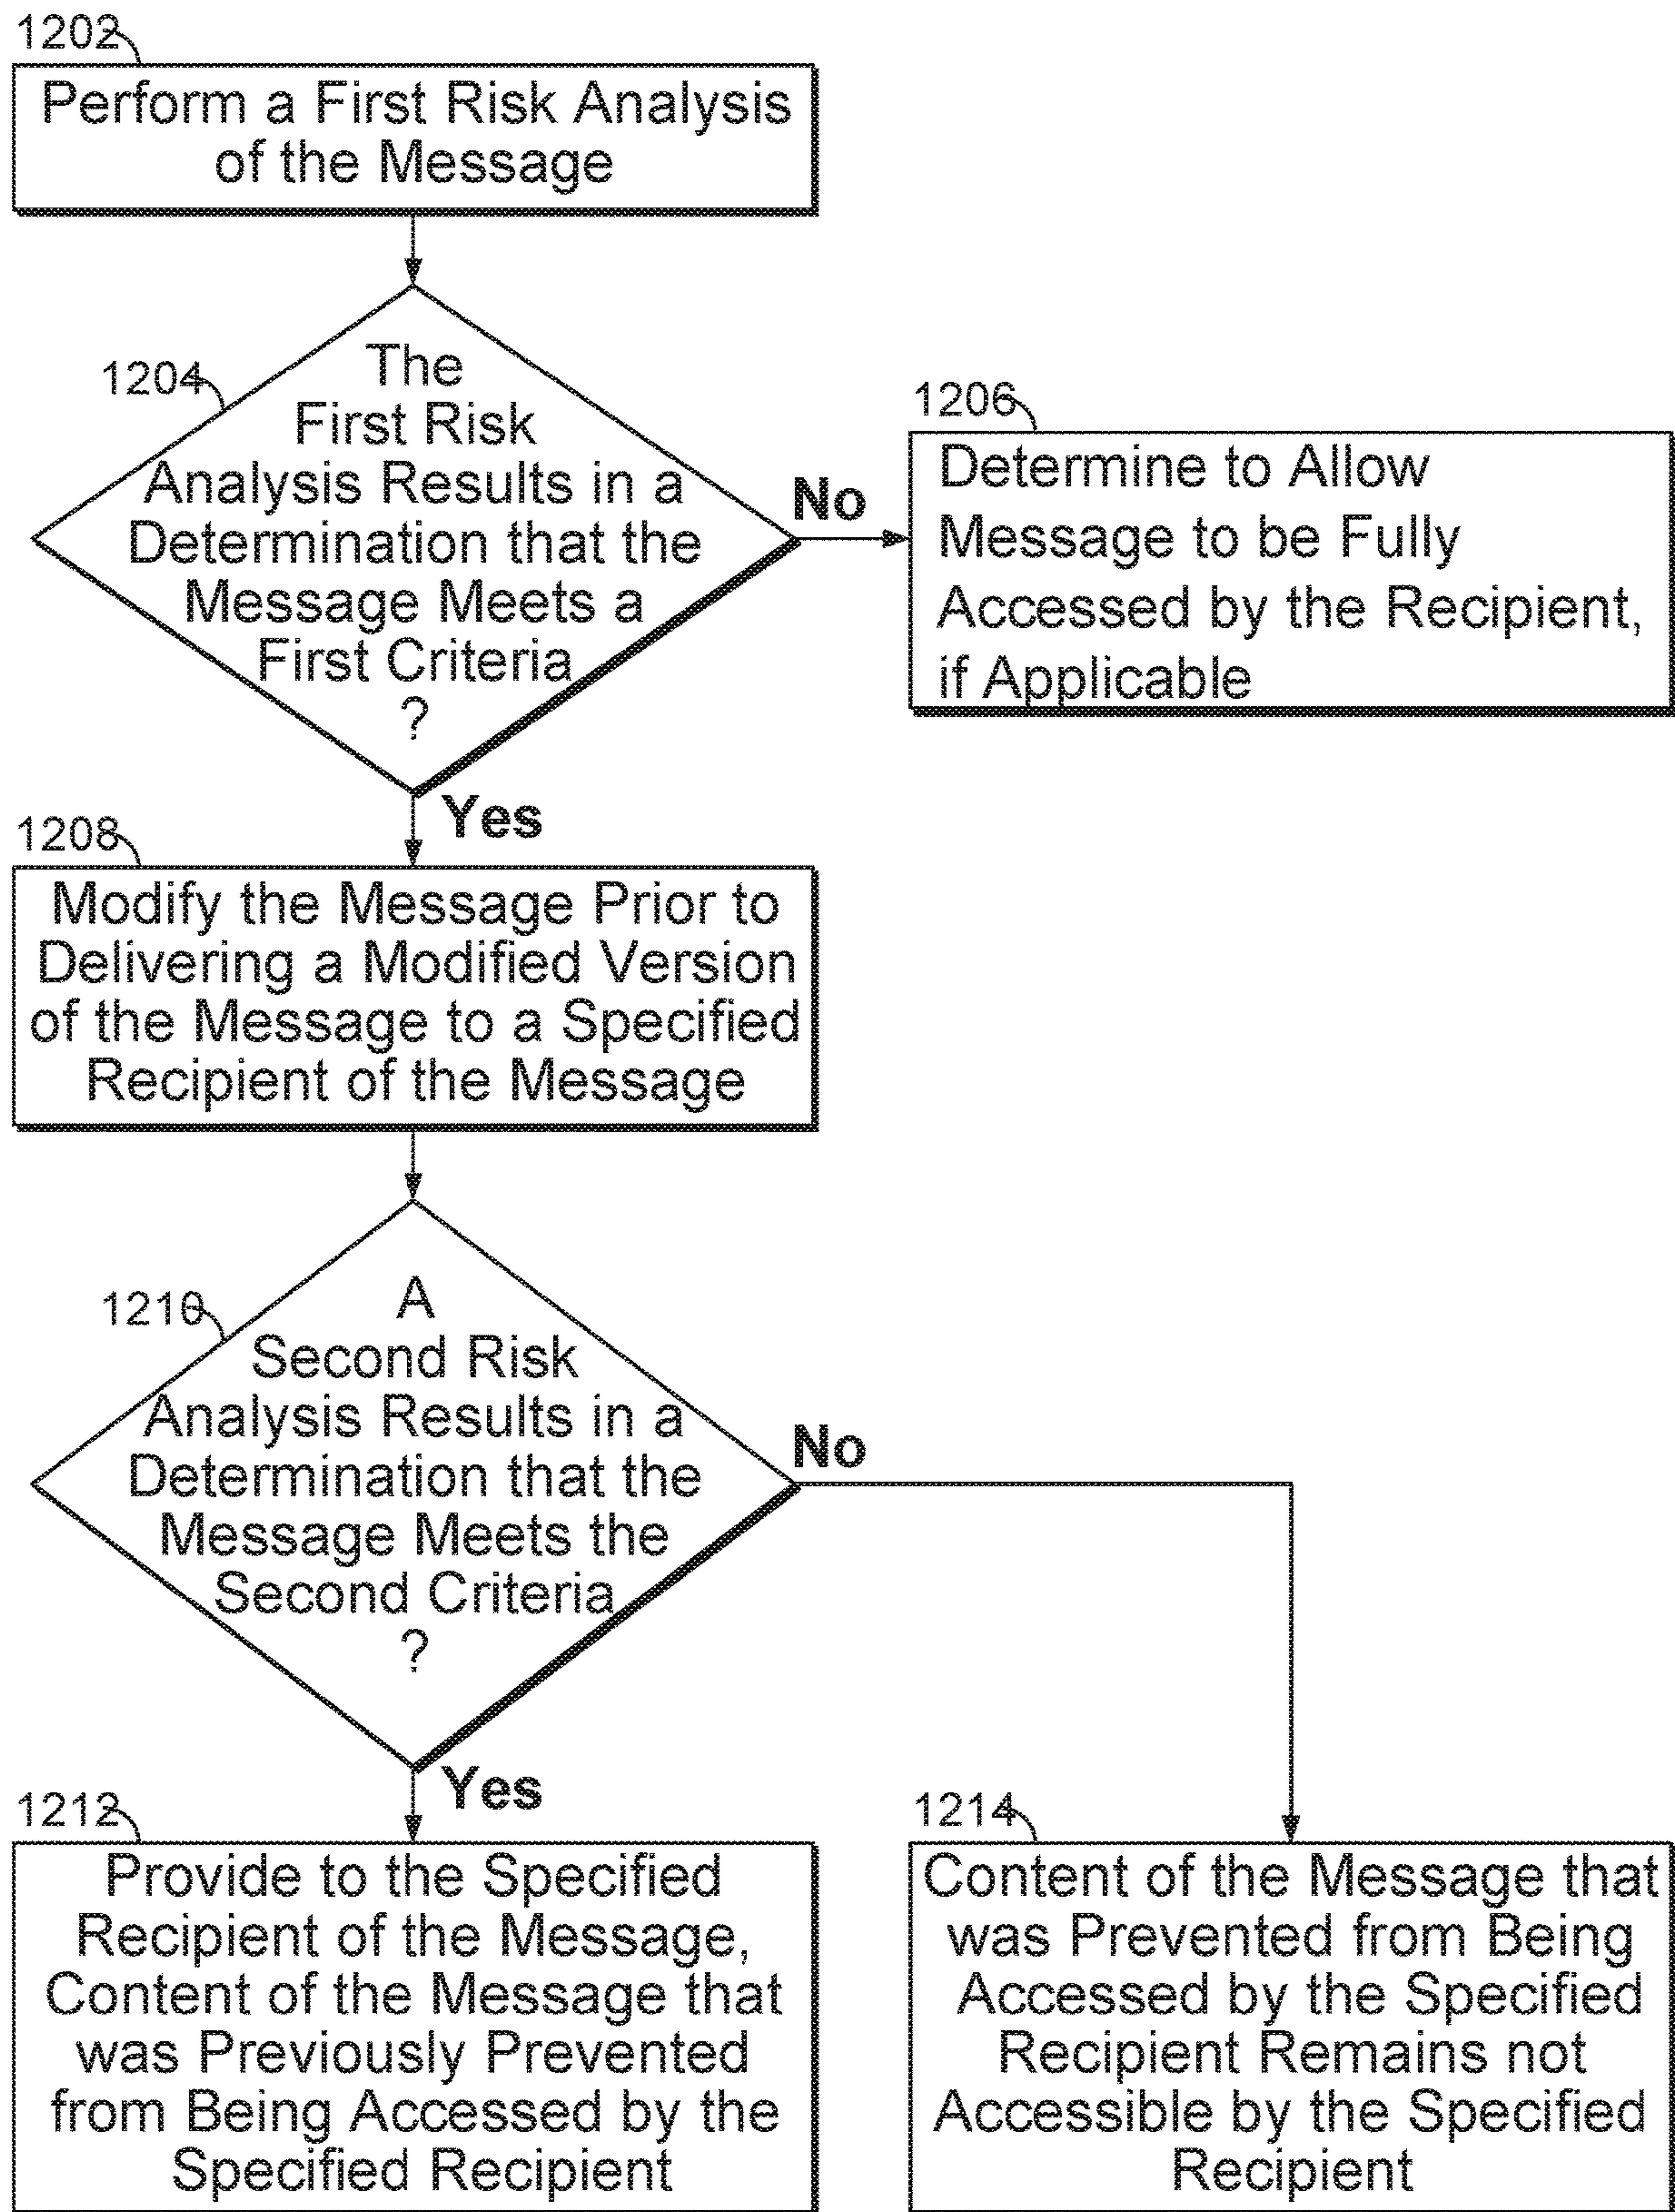 1202
Perform a First Risk Analysis
of the Message
1204
The
First Risk
Analysis Results in a
Determination that the
Message Meets a
First Criteria
?
No
1206
Determine to Allow
Message to be Fully
Accessed by the Recipient,
if Applicable
Yes
1208
Modify the Message Prior to
Delivering a Modified Version
of the Message to a Specified
Recipient of the Message
1210
A
Second Risk
Analysis Results in a
Determination that the
Message Meets the
Second Criteria
?
No
Yes
1212
Provide to the Specified
Recipient of the Message,
Content of the Message that
was Previously Prevented
from Being Accessed by the
Specified Recipient
1214
Content of the Message that
was Prevented from Being
Accessed by the Specified
Recipient Remains not
Accessible by the Specified
Recipient